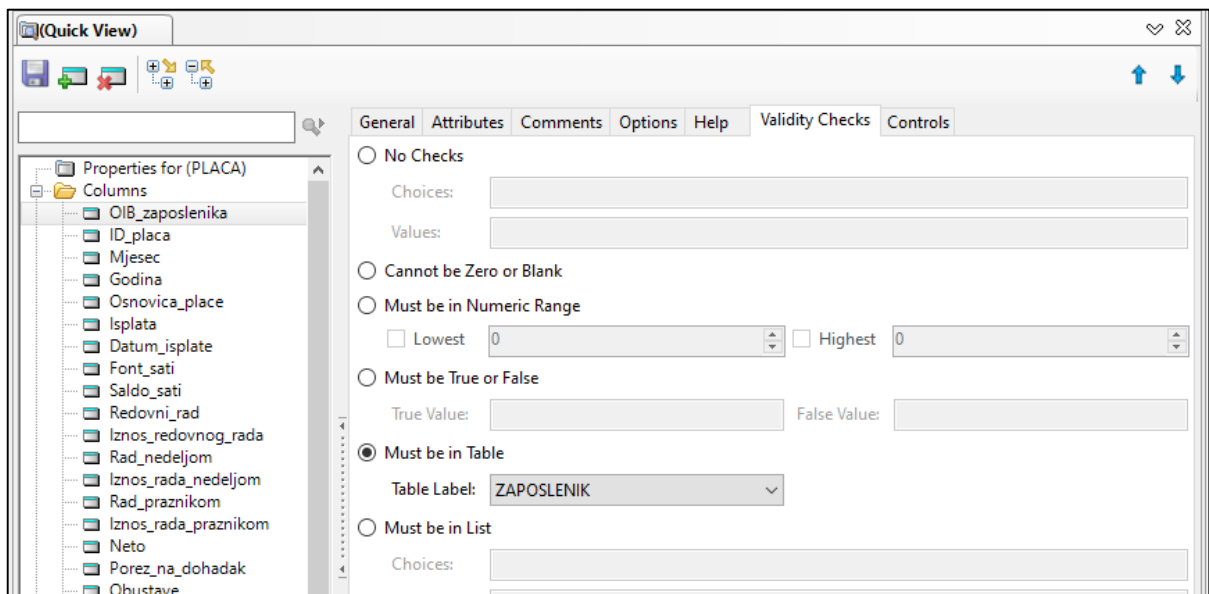 (Quick View)
General Attributes Comments Options Help Validity Checks Controls
Properties for (PLACA)
Columns
OIB_zaposlenika
ID_placa
Mjesec
Godina
Osnovica_place
Isplata
Datum_isplate
Font_sati
Saldo_sati
Redovni_rad
Iznos_redovnog_rada
Rad_nedeljom
Iznos_rada_nedeljom
Rad_praznikom
Iznos_rada_praznikom
Neto
Porez_na_dohadak
Obustave
No Checks
Choices:
Values:
Cannot be Zero or Blank
Must be in Numeric Range
Lowest 0 Highest 0
Must be True or False
True Value: False Value:
Must be in Table
Table Label: ZAPOSLENIK
Must be in List
Choices: